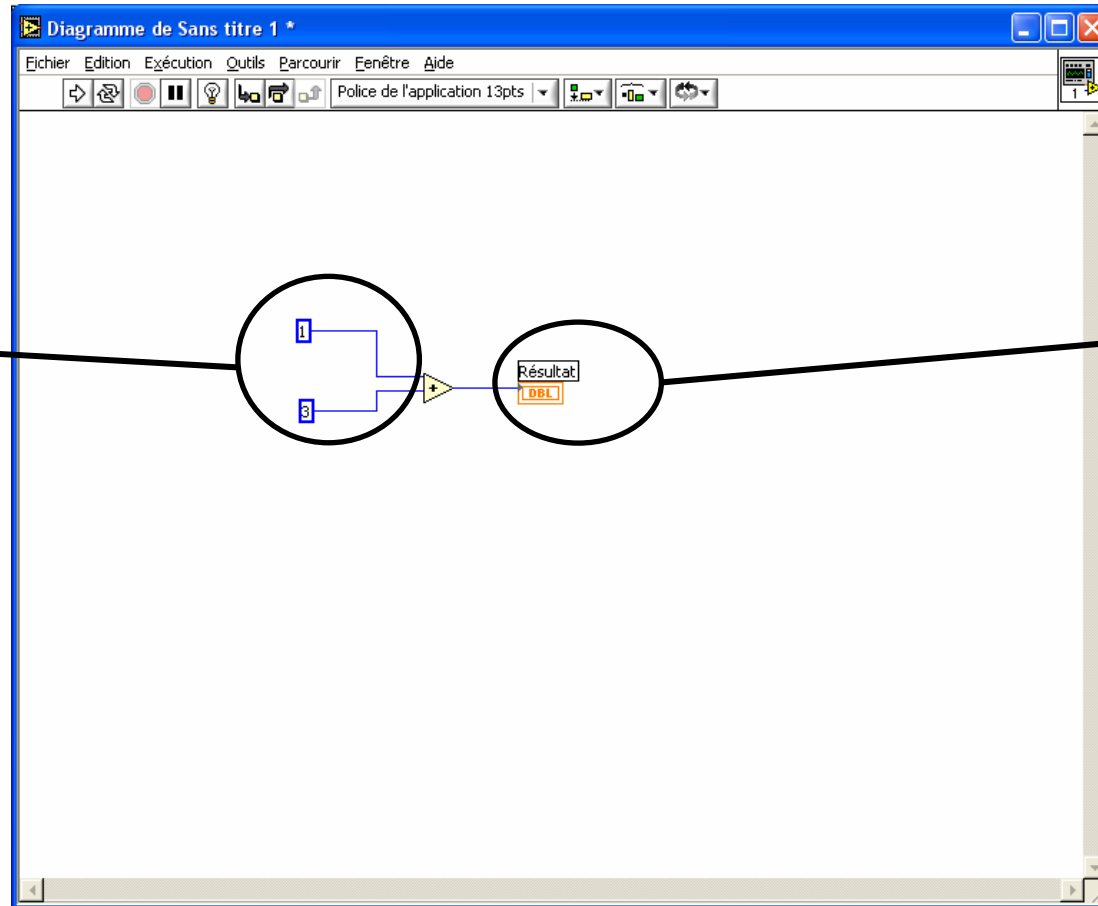 Diagramme de Sans titre 1 *
Fichier Edition Exécution Outils Parcourir Fenêtre Aide
Police de l'application 13pts
1
1
Résultat
+
DBL
3